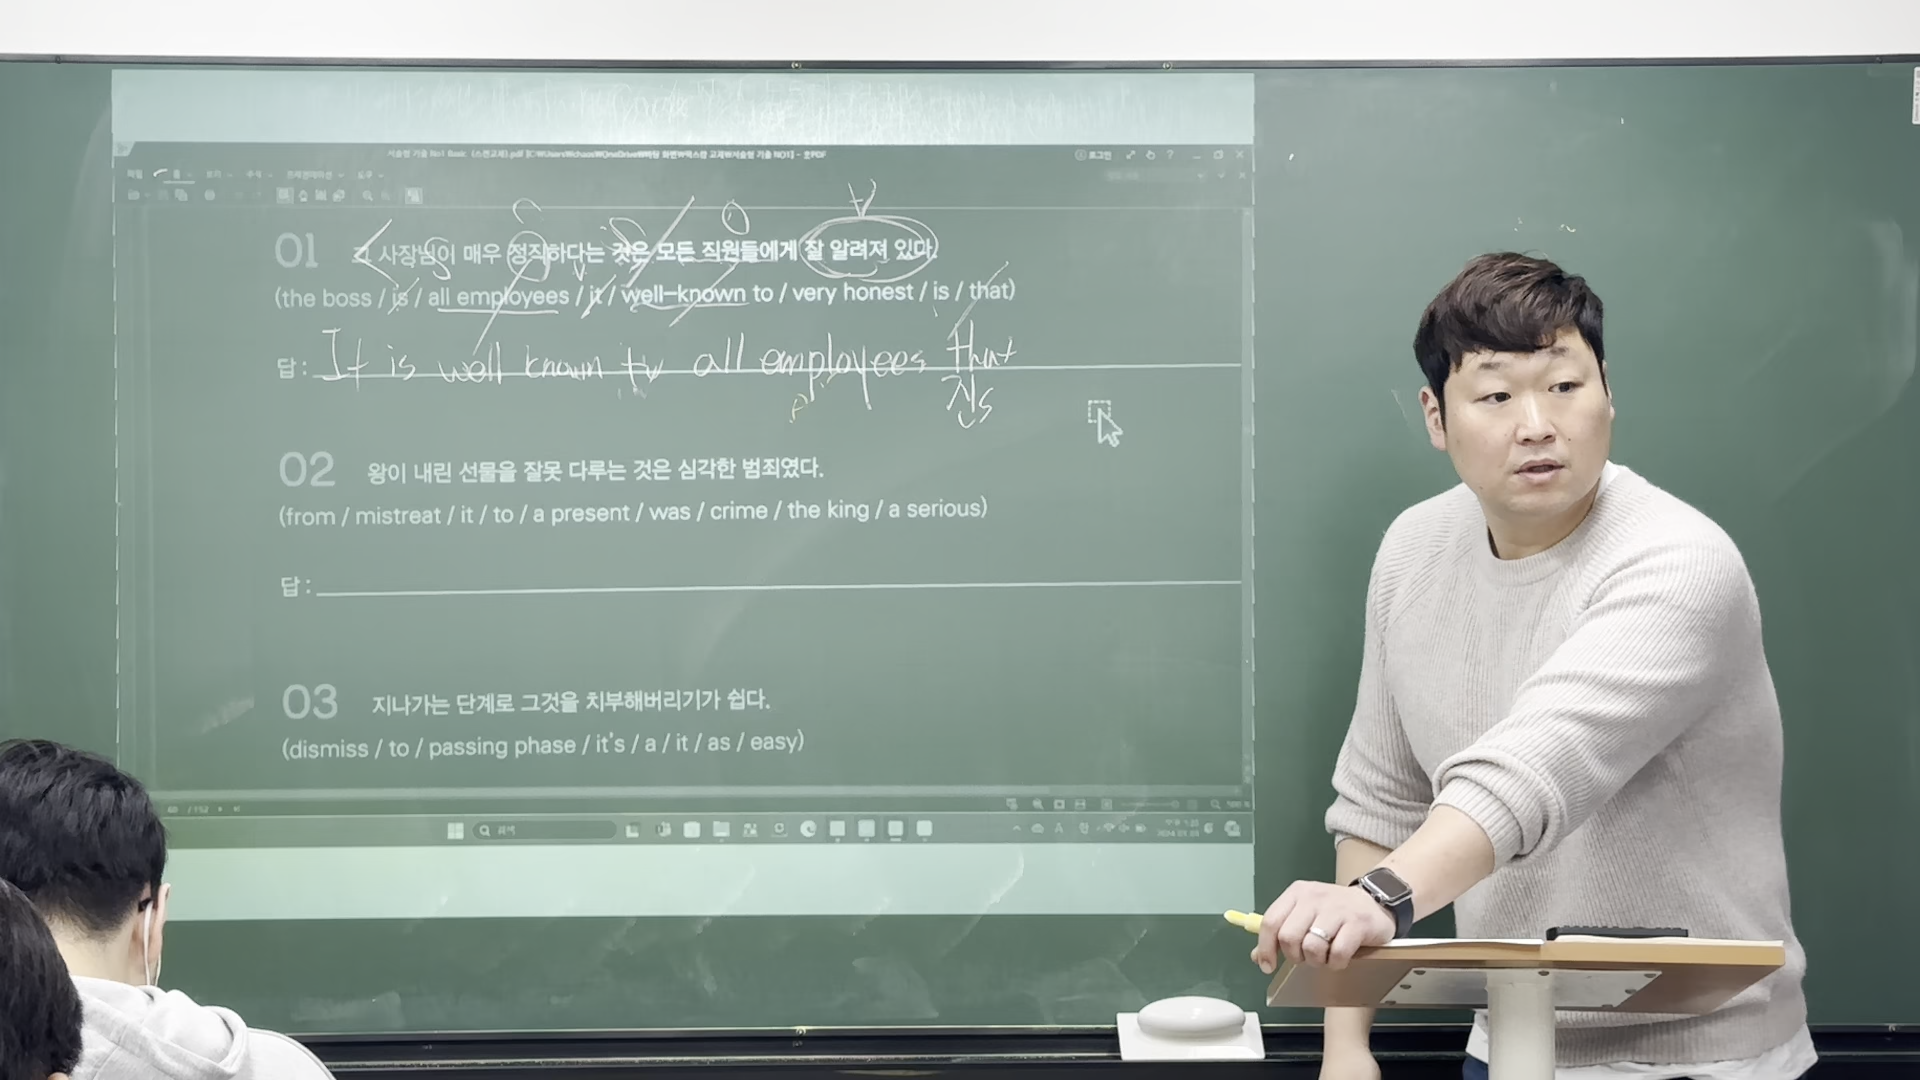 01 그 사장님이 매우 정직하다는 것은 모든 직원들에게 잘 알려져 있다.
(the boss / is / all employees / it / well-known to / very honest / is / that)
답 : It is well known to all employees that
진S
02 왕이 내린 선물을 잘못 다루는 것은 심각한 범죄였다.
(from / mistreat / it / to / a present / was / crime / the king / a serious)
답 :
03 지나가는 단계로 그것을 치부해버리기가 쉽다.
(dismiss / to / passing phase / it's / a / it / as / easy)